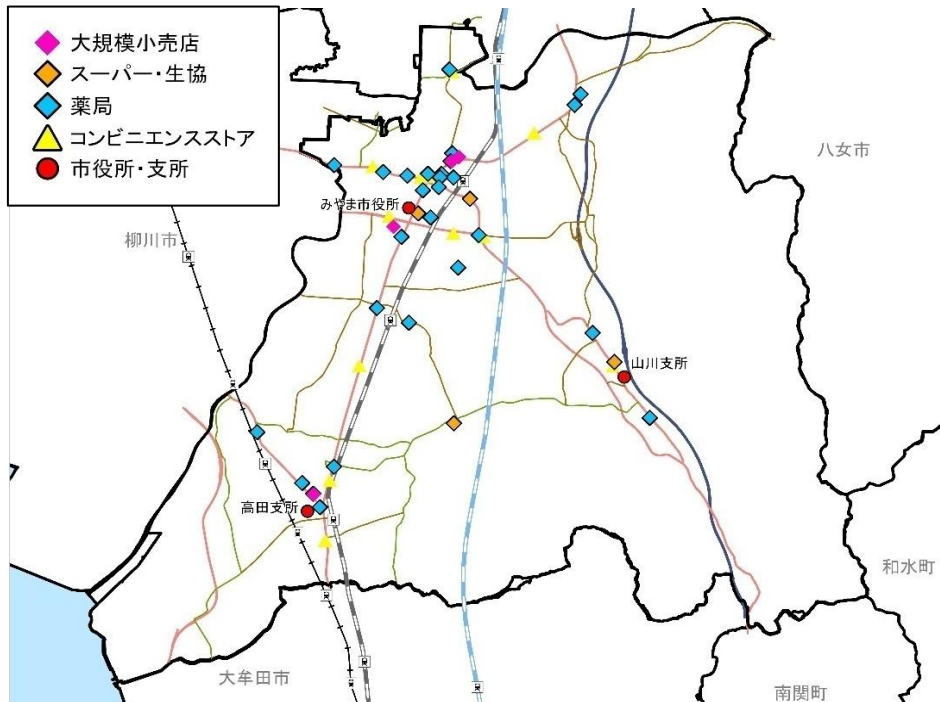 大規模小売店
スーパー・生協
薬局
コンビニエンスストア
市役所・支所
八女市
みやま市役所
柳川市
山川支所
高田支所
和水町
大牟田市
南関町